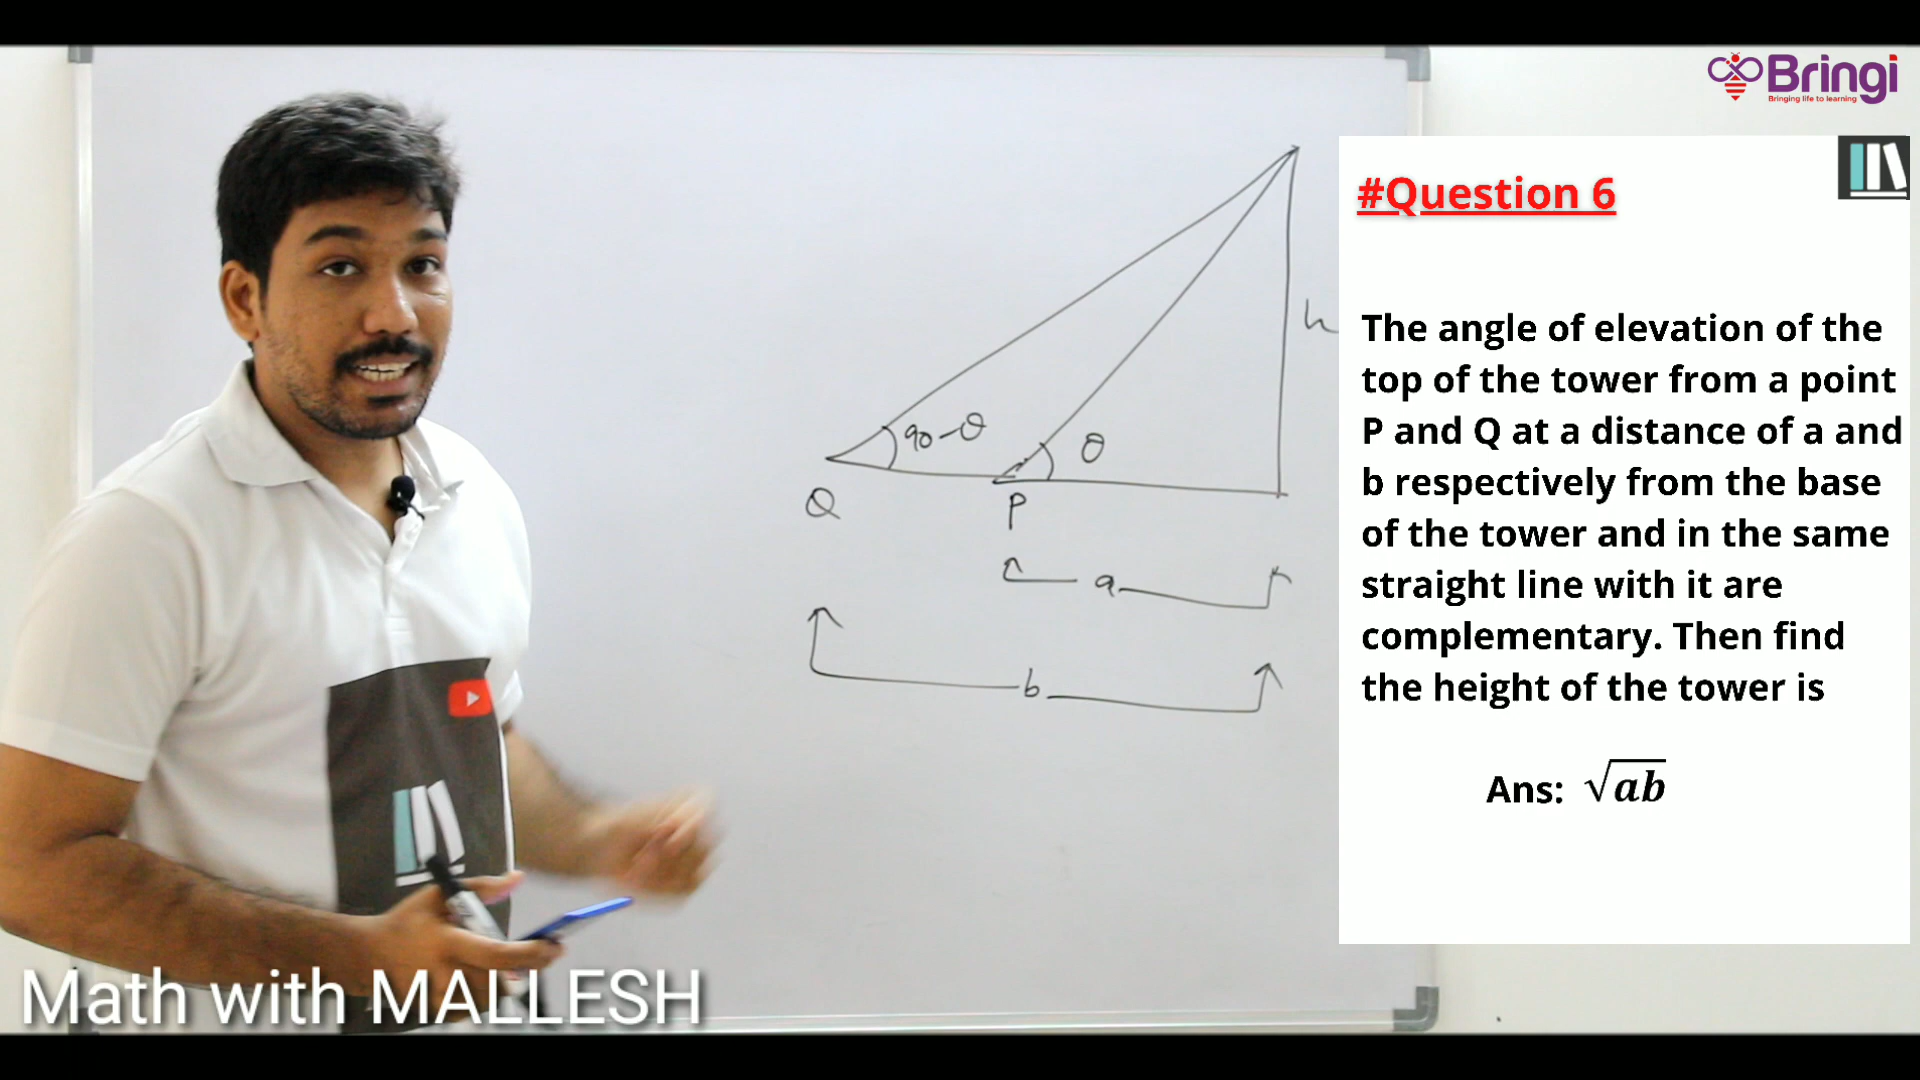 Bringi
Bringing life to learning
#Question 6
The angle of elevation of the
top of the tower from a point
P and Q at a distance of a and
b respectively from the base
of the tower and in the same
straight line with it are
complementary. Then find
the height of the tower is
Ans: √ab
h
90-θ
θ
Q
P
a
b
Math with MALLESH